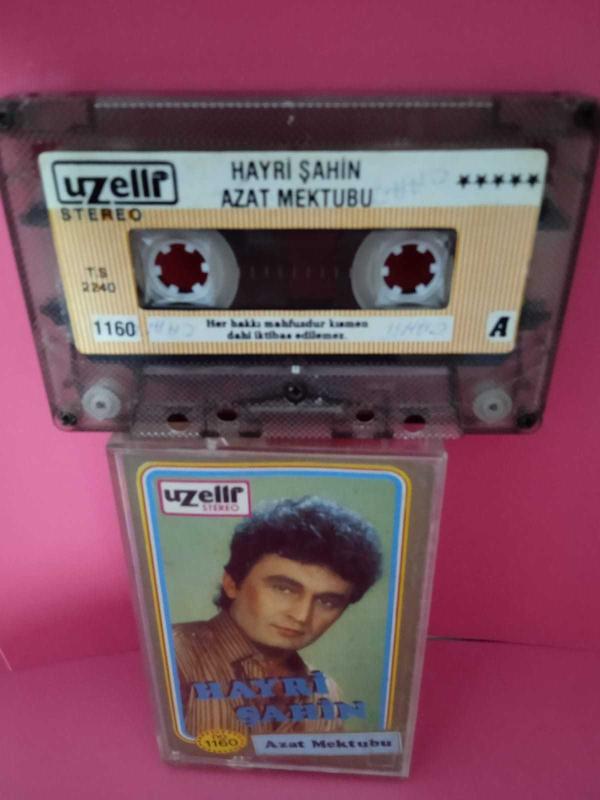 uzelli
STEREO
HAYRİ ŞAHİN
AZAT MEKTUBU
★★★★★
T.S
2240
1160
Her hakkı mahfuzdur kısmen
dahi iktibas edilemez.
A
uzelli
STEREO
HAYRİ
ŞAHİN
no
1160
Azat Mektubu